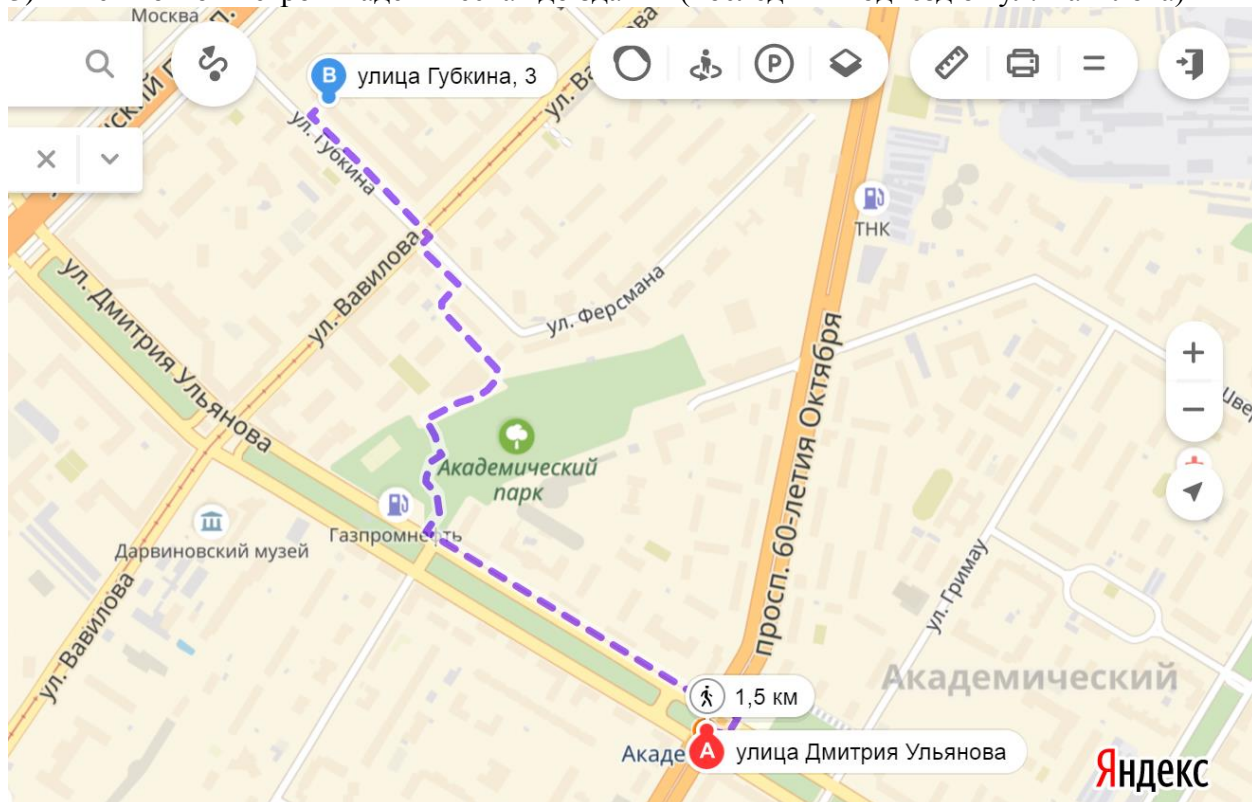 Москва
В улица Губкина, 3
P
ул. Губкина
ТНК
ул. Вавилова
ул. Ферсмана
ул. Дмитрия Ульянова
ул. Вавилова
просп. 60-летия Октября
Академический
парк
Газпромнефть
Дарвиновский музей
ул. Гримау
ул. Вавилова
Академический
1,5 км
Акаде
А улица Дмитрия Ульянова
Яндекс